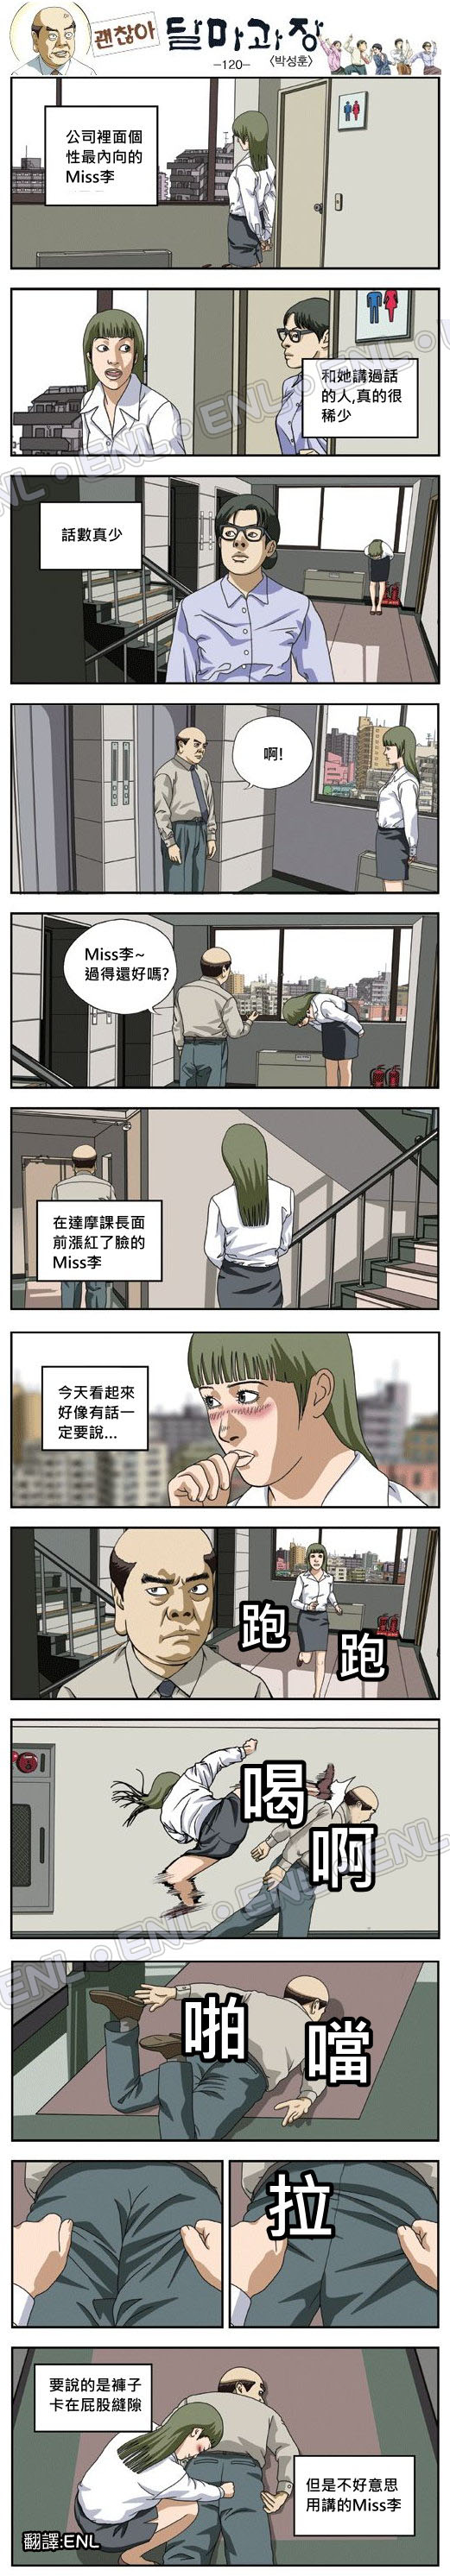 괜찮아 달마과장
-120- <박성훈>
公司裡面個
性最內向的
Miss李
和她講過話
的人,真的很
稀少
話數真少
啊!
Miss李~
過得還好嗎?
在達摩課長面
前漲紅了臉的
Miss李
今天看起來
好像有話一
定要說...
跑
跑
喝
啊
啪
噹
拉
要說的是褲子
卡在屁股縫隙
但是不好意思
用講的Miss李
翻譯:ENL